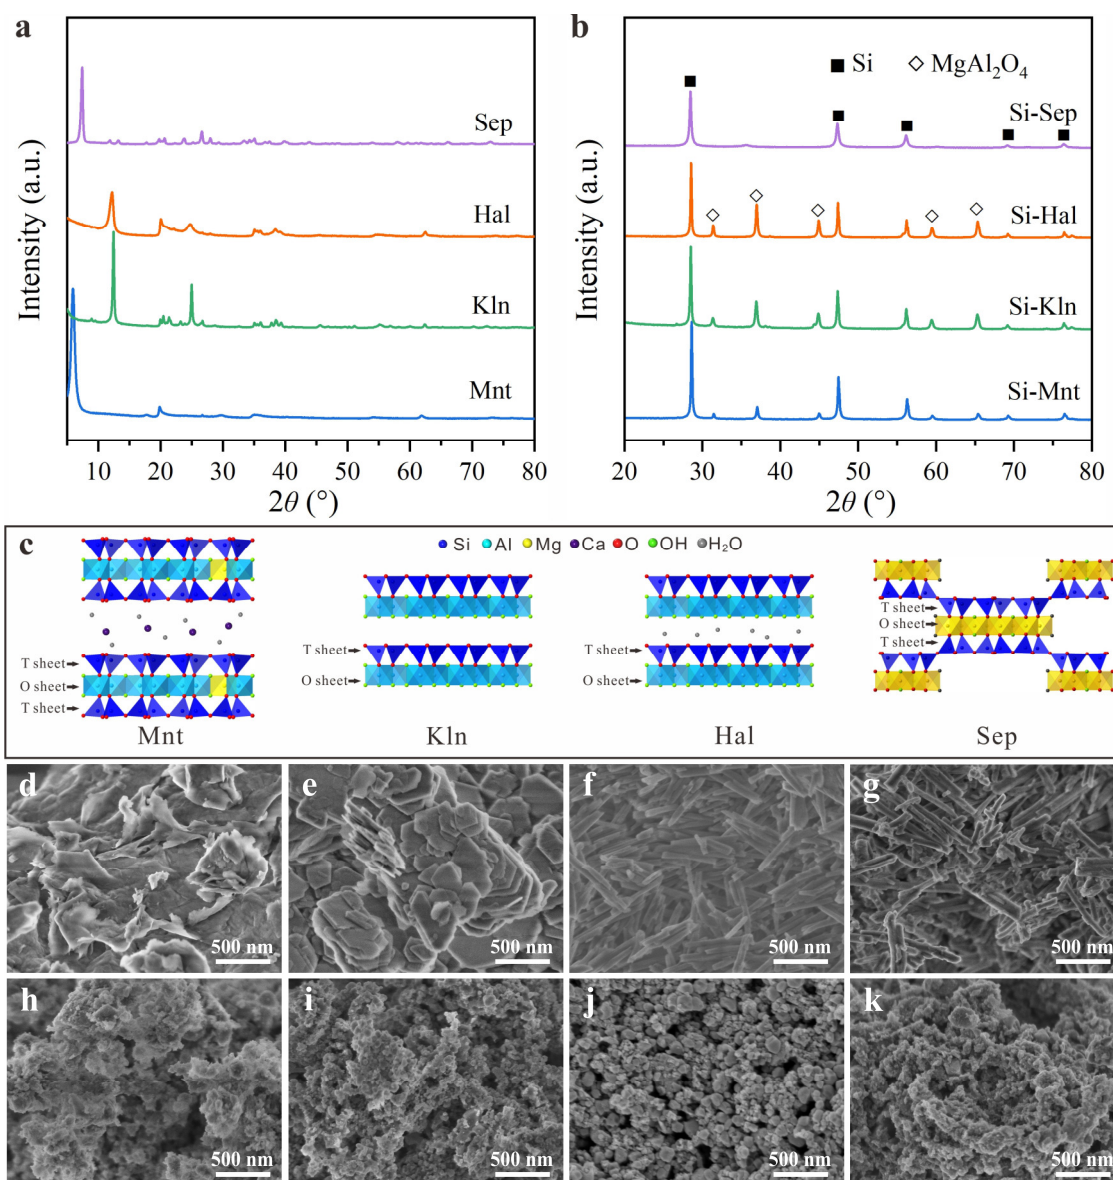 a
Sep
Hal
Kln
Mnt
Intensity (a.u.)
10 20 30 40 50 60 70 80
2θ (°)
b
■ Si ◇ MgAl₂O₄
Si-Sep
Si-Hal
Si-Kln
Si-Mnt
Intensity (a.u.)
20 30 40 50 60 70 80
2θ (°)
c
Si Al Mg Ca O OH H₂O
T sheet
O sheet
T sheet
Mnt
T sheet
O sheet
Kln
T sheet
O sheet
Hal
T sheet
O sheet
T sheet
Sep
d
500 nm
e
500 nm
f
500 nm
g
500 nm
h
500 nm
i
500 nm
j
500 nm
k
500 nm